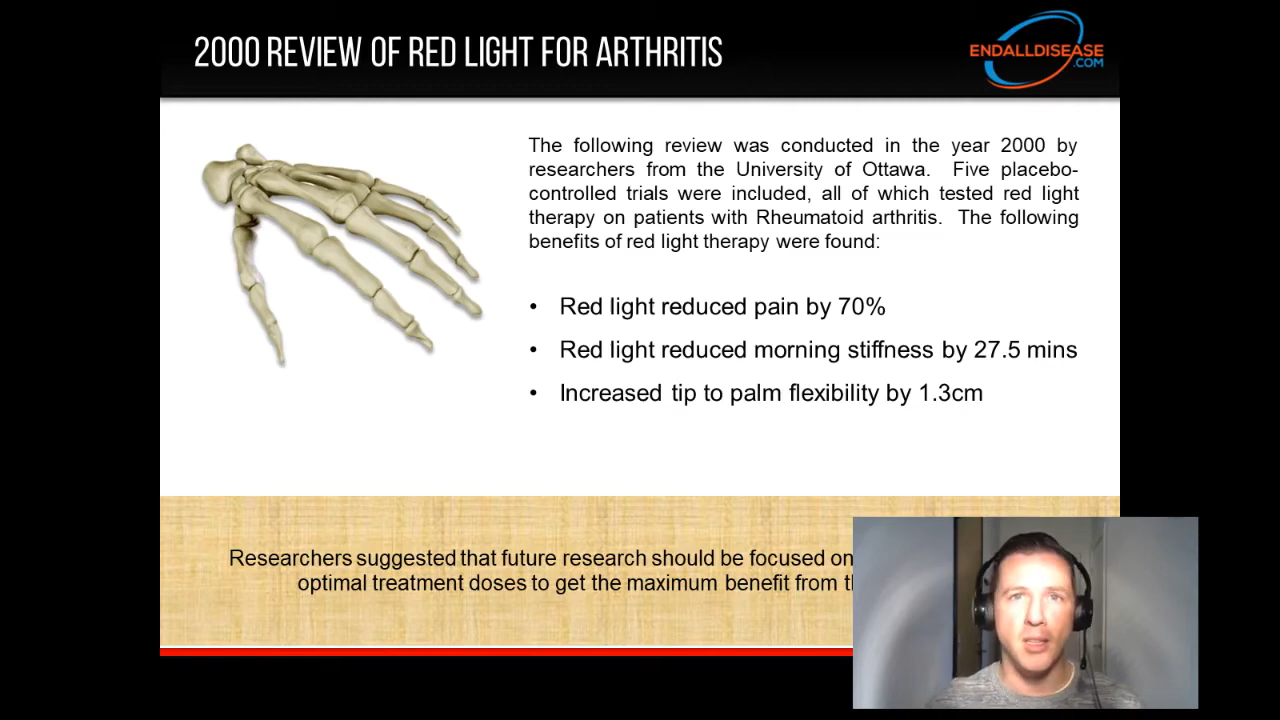 2000 REVIEW OF RED LIGHT FOR ARTHRITIS
ENDALLDISEASE
.COM
The following review was conducted in the year 2000 by
researchers from the University of Ottawa. Five placebo-
controlled trials were included, all of which tested red light
therapy on patients with Rheumatoid arthritis. The following
benefits of red light therapy were found:
• Red light reduced pain by 70%
• Red light reduced morning stiffness by 27.5 mins
• Increased tip to palm flexibility by 1.3cm
Researchers suggested that future research should be focused on
optimal treatment doses to get the maximum benefit from